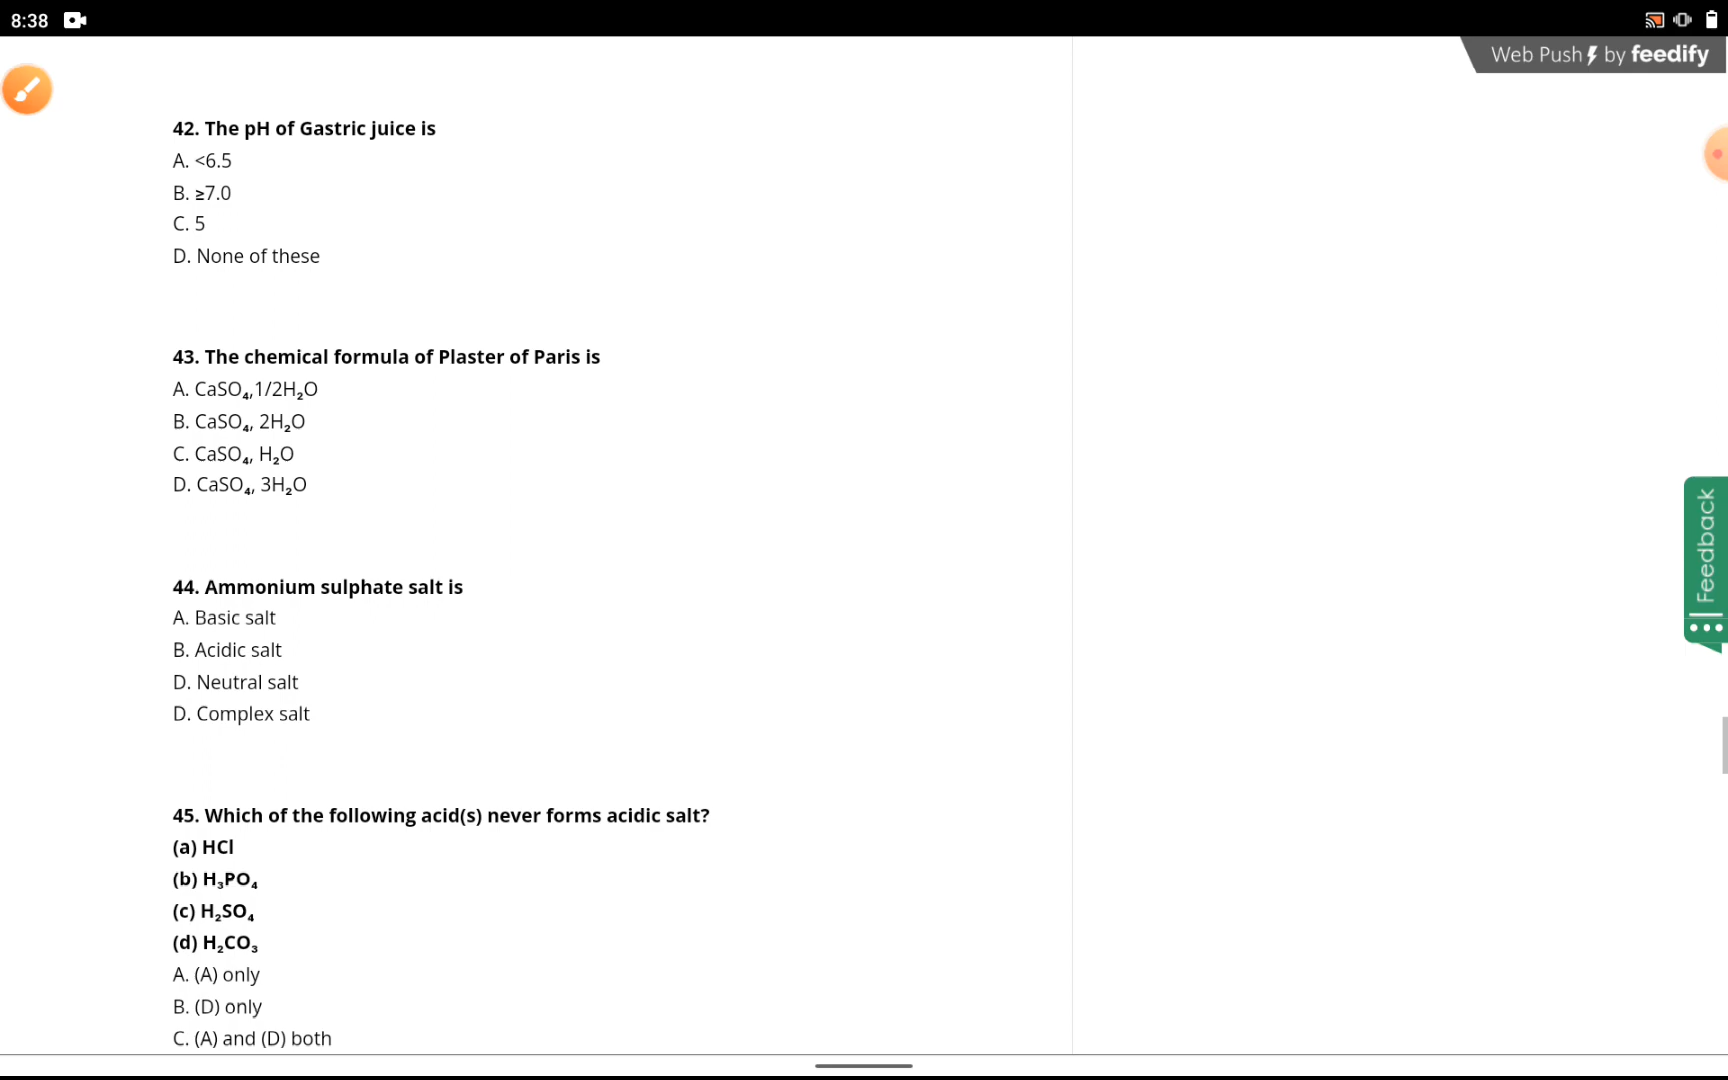 8:38
Web Push by feedify
42. The pH of Gastric juice is
A. <6.5
B. ≥7.0
C. 5
D. None of these
43. The chemical formula of Plaster of Paris is
A. CaSO₄,1/2H₂O
B. CaSO₄, 2H₂O
C. CaSO₄, H₂O
D. CaSO₄, 3H₂O
Feedback
44. Ammonium sulphate salt is
A. Basic salt
B. Acidic salt
D. Neutral salt
D. Complex salt
45. Which of the following acid(s) never forms acidic salt?
(a) HCl
(b) H₃PO₄
(c) H₂SO₄
(d) H₂CO₃
A. (A) only
B. (D) only
C. (A) and (D) both